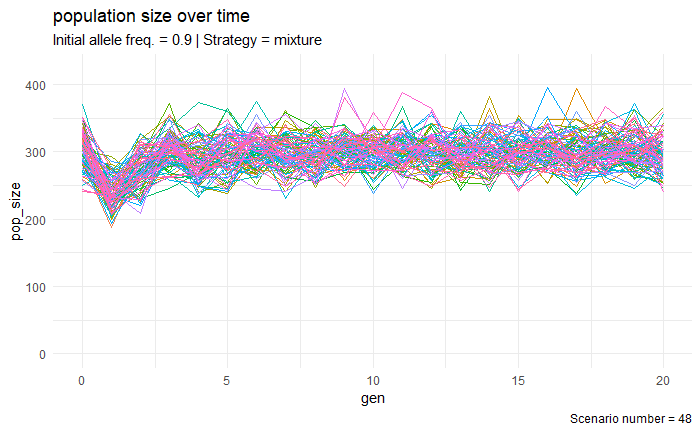 population size over time
Initial allele freq. = 0.9 | Strategy = mixture
400
300
200
100
0
pop_size
0
5
10
15
20
gen
Scenario number = 48